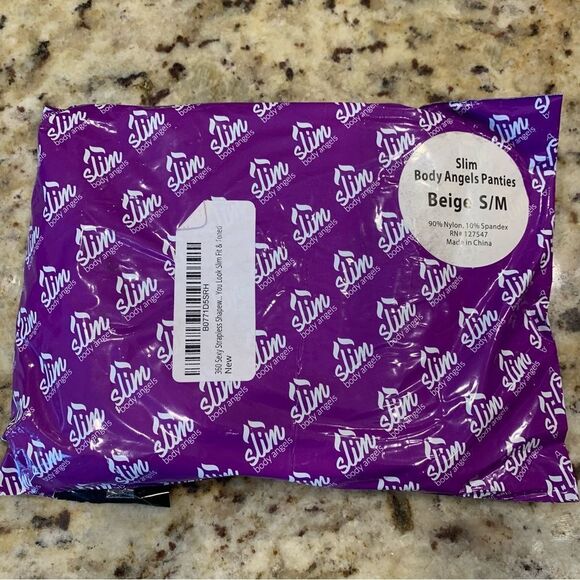 Slim
body angels
Slim
Body Angels Panties
Beige S/M
90% Nylon, 10% Spandex
RN# 127547
Made in China
B0771D5SRH
360 Sexy Strapless Shapew... You Look Slim Fit & Toned
New